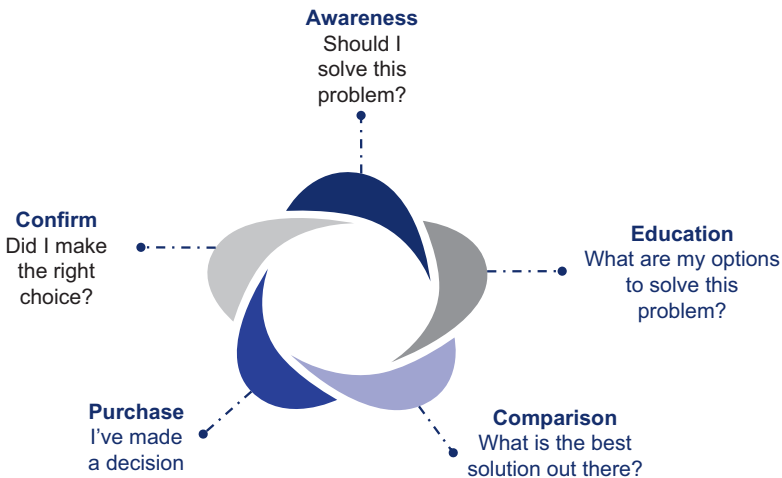 Awareness
Should I
solve this
problem?
Education
What are my options
to solve this
problem?
Comparison
What is the best
solution out there?
Purchase
I've made
a decision
Confirm
Did I make
the right
choice?